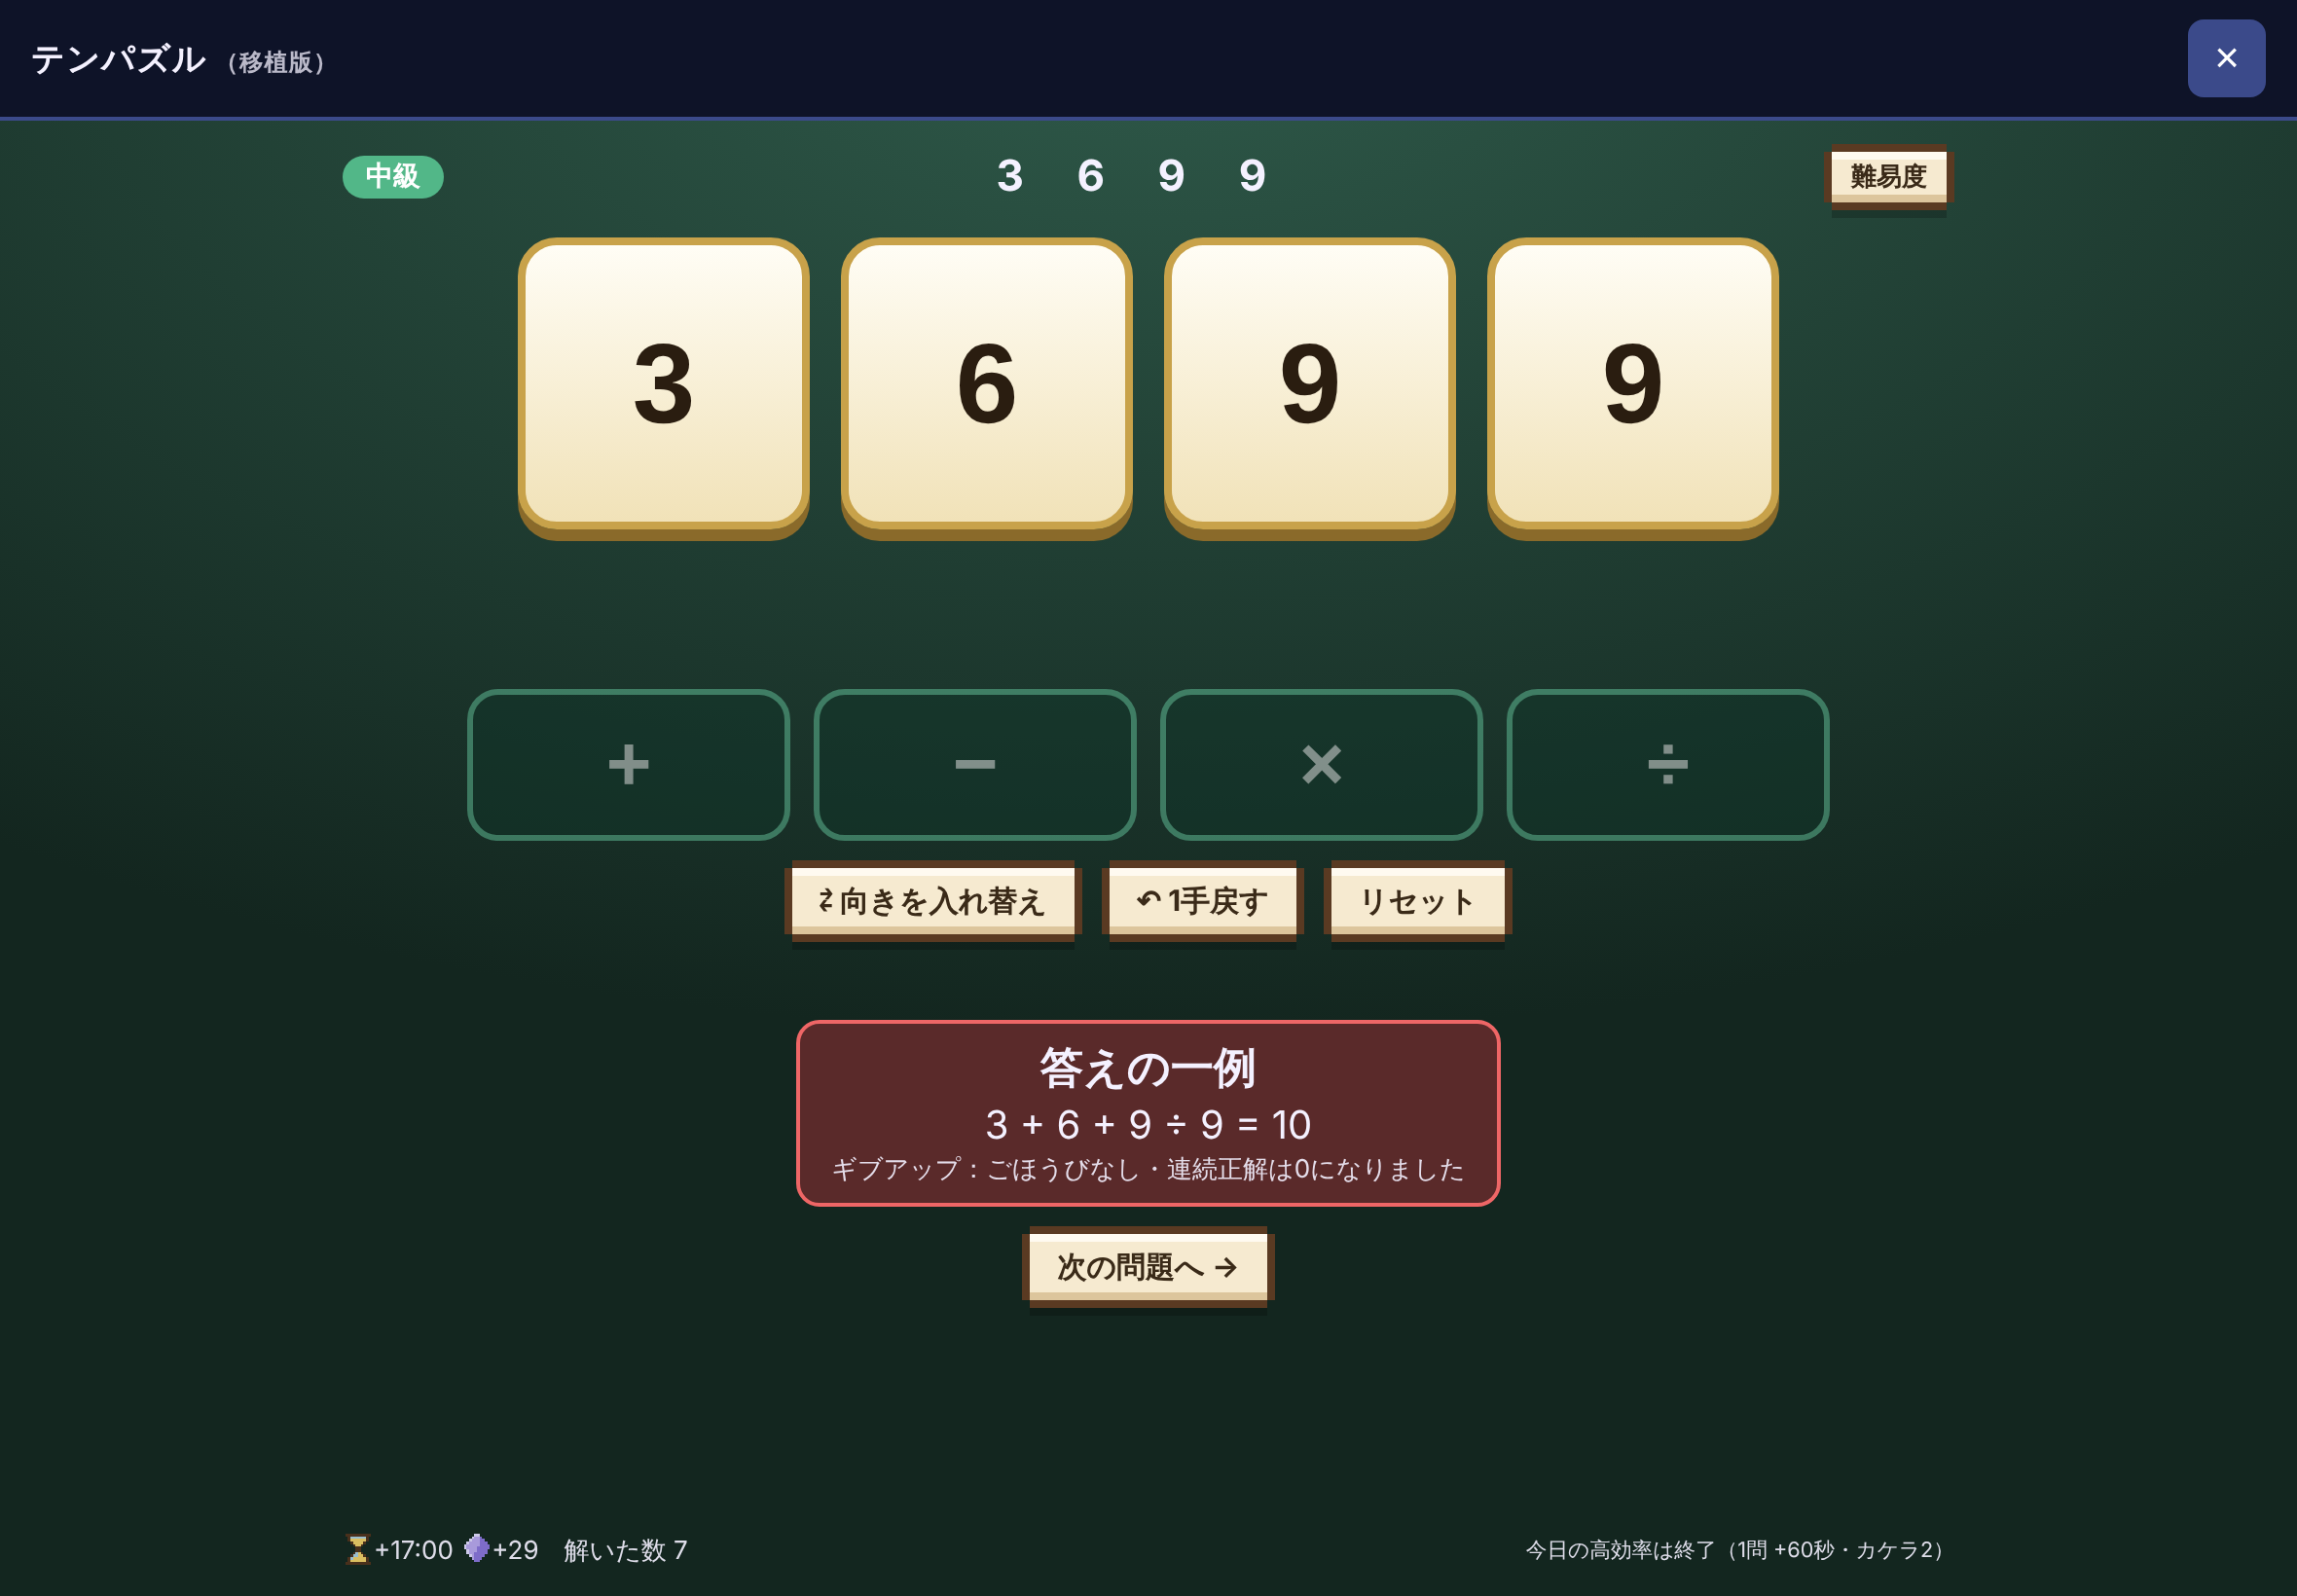 テンパズル（移植版）
×
中級
3 6 9 9
難易度
3 6 9 9
+ − × ÷
⇄ 向きを入れ替え ↶ 1手戻す リセット
答えの一例
3 + 6 + 9 ÷ 9 = 10
ギブアップ：ごほうびなし・連続正解は0になりました
次の問題へ →
+17:00 +29 解いた数 7
今日の高効率は終了（1問 +60秒・カケラ2）